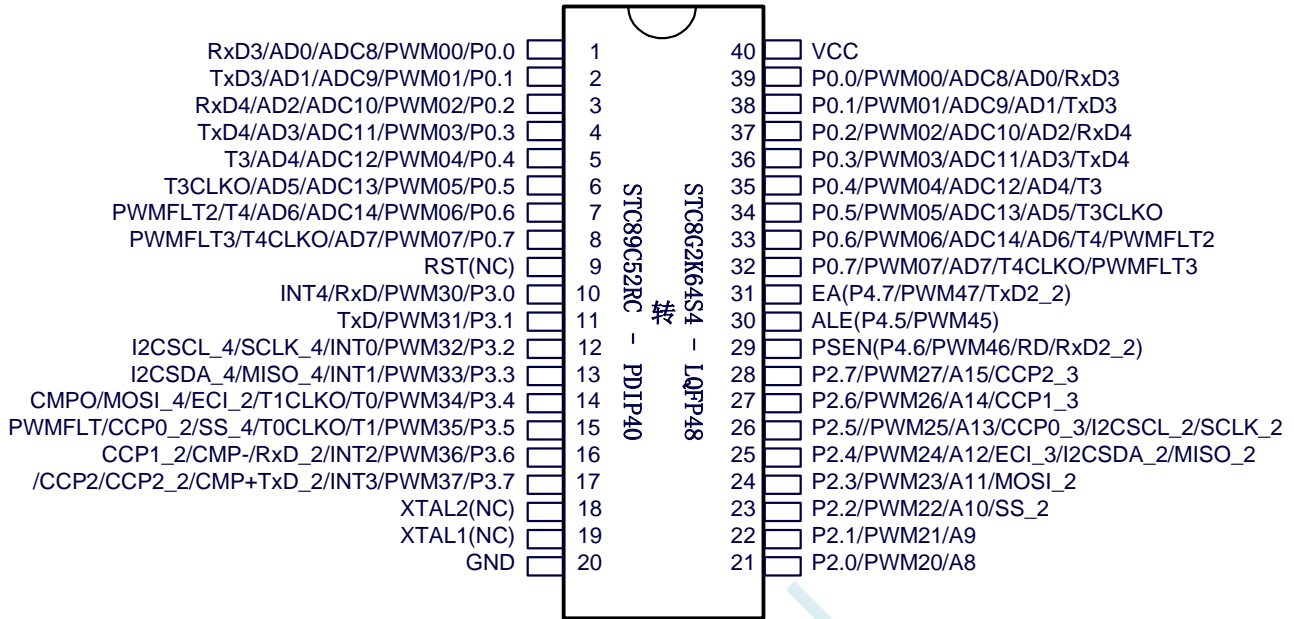 RxD3/AD0/ADC8/PWM00/P0.0 1 40 VCC
TxD3/AD1/ADC9/PWM01/P0.1 2 39 P0.0/PWM00/ADC8/AD0/RxD3
RxD4/AD2/ADC10/PWM02/P0.2 3 38 P0.1/PWM01/ADC9/AD1/TxD3
TxD4/AD3/ADC11/PWM03/P0.3 4 37 P0.2/PWM02/ADC10/AD2/RxD4
T3/AD4/ADC12/PWM04/P0.4 5 36 P0.3/PWM03/ADC11/AD3/TxD4
T3CLKO/AD5/ADC13/PWM05/P0.5 6 35 P0.4/PWM04/ADC12/AD4/T3
PWMFLT2/T4/AD6/ADC14/PWM06/P0.6 7 34 P0.5/PWM05/ADC13/AD5/T3CLKO
PWMFLT3/T4CLKO/AD7/PWM07/P0.7 8 33 P0.6/PWM06/ADC14/AD6/T4/PWMFLT2
RST(NC) 9 32 P0.7/PWM07/AD7/T4CLKO/PWMFLT3
INT4/RxD/PWM30/P3.0 10 31 EA(P4.7/PWM47/TxD2_2)
TxD/PWM31/P3.1 11 30 ALE(P4.5/PWM45)
I2CSCL_4/SCLK_4/INT0/PWM32/P3.2 12 29 PSEN(P4.6/PWM46/RD/RxD2_2)
I2CSDA_4/MISO_4/INT1/PWM33/P3.3 13 28 P2.7/PWM27/A15/CCP2_3
CMPO/MOSI_4/ECI_2/T1CLKO/T0/PWM34/P3.4 14 27 P2.6/PWM26/A14/CCP1_3
PWMFLT/CCP0_2/SS_4/T0CLKO/T1/PWM35/P3.5 15 26 P2.5//PWM25/A13/CCP0_3/I2CSCL_2/SCLK_2
CCP1_2/CMP-/RxD_2/INT2/PWM36/P3.6 16 25 P2.4/PWM24/A12/ECI_3/I2CSDA_2/MISO_2
/CCP2/CCP2_2/CMP+TxD_2/INT3/PWM37/P3.7 17 24 P2.3/PWM23/A11/MOSI_2
XTAL2(NC) 18 23 P2.2/PWM22/A10/SS_2
XTAL1(NC) 19 22 P2.1/PWM21/A9
GND 20 21 P2.0/PWM20/A8
STC8G2K64S4 - LQFP48
转
STC89C52RC - PDIP40